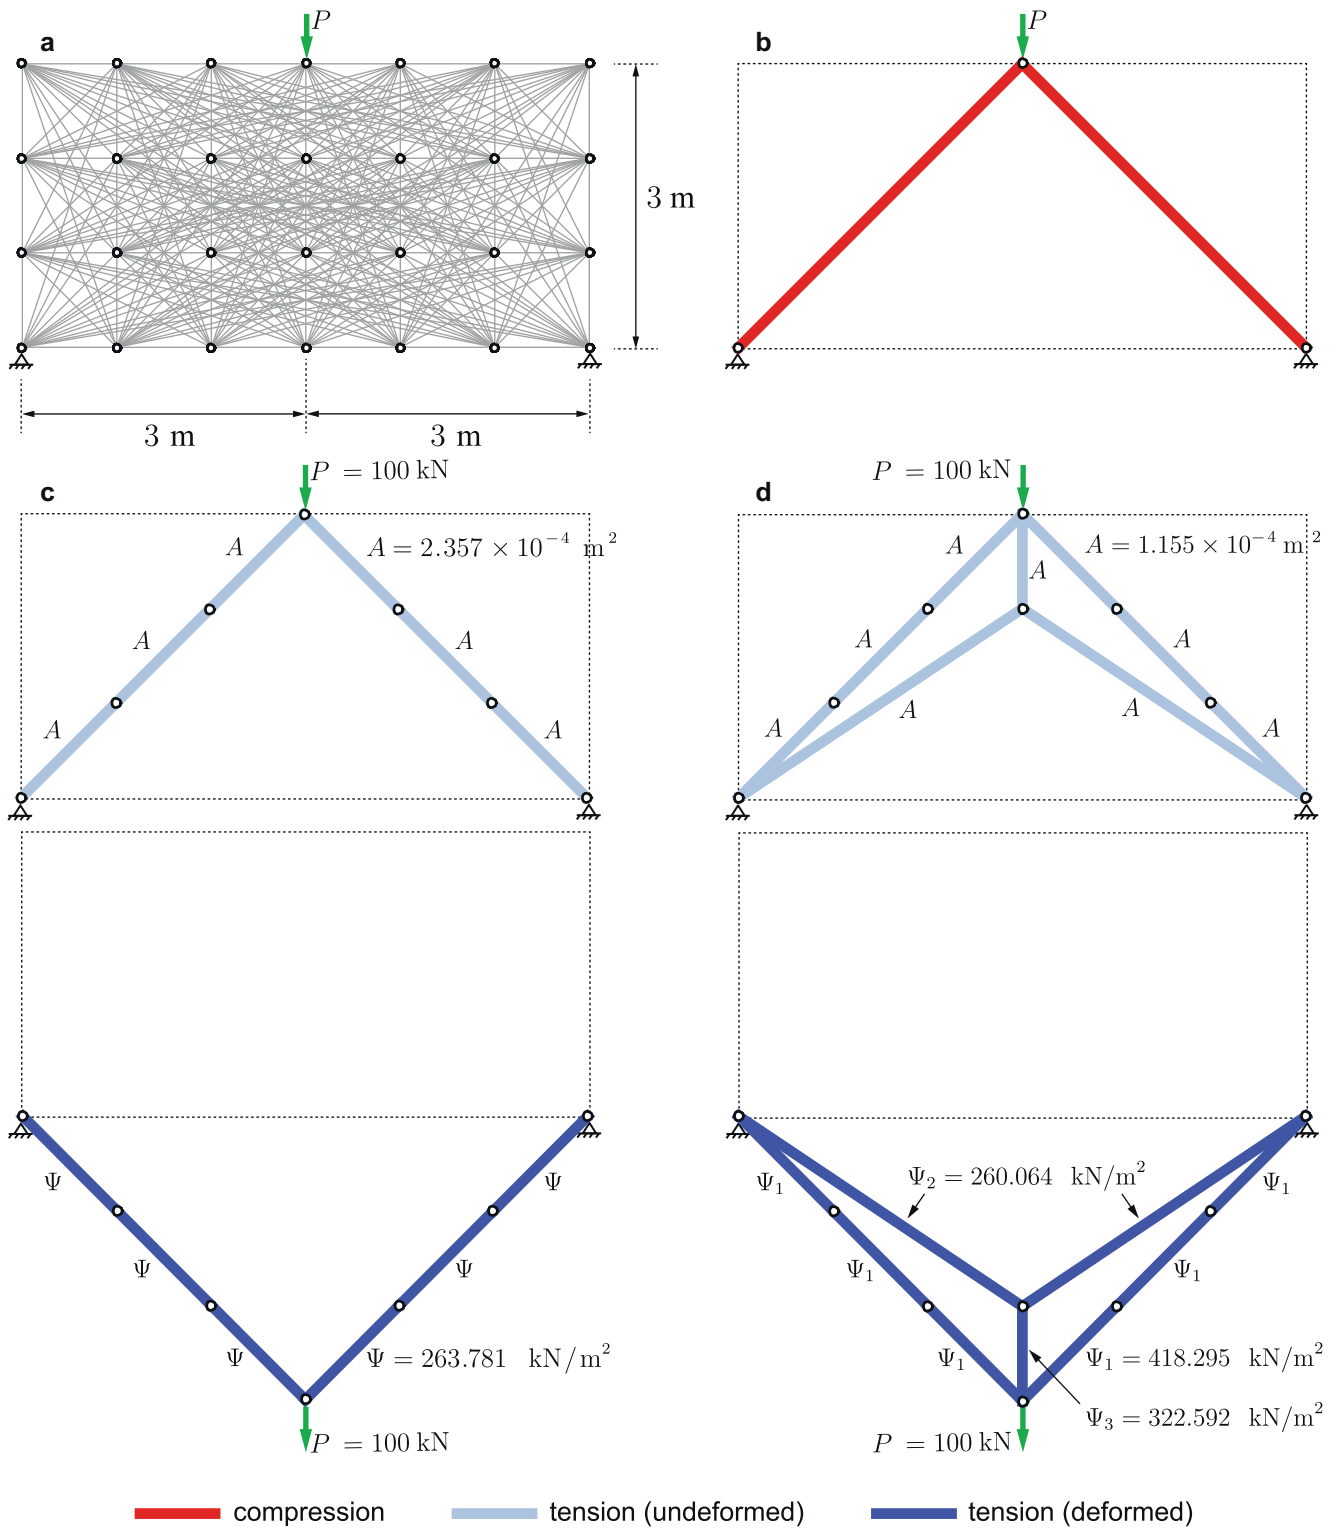 a
P
3 m
3 m
3 m
b
P
c
P = 100 kN
A
A = 2.357 × 10⁻⁴ m²
A
A
A
A
Ψ
Ψ
Ψ
Ψ
Ψ
Ψ = 263.781 kN/m²
P = 100 kN
d
P = 100 kN
A
A = 1.155 × 10⁻⁴ m²
A
A
A
A
A
A
A
Ψ₂ = 260.064 kN/m²
Ψ₁
Ψ₁
Ψ₁
Ψ₁
Ψ₁
Ψ₁ = 418.295 kN/m²
Ψ₃ = 322.592 kN/m²
P = 100 kN
compression
tension (undeformed)
tension (deformed)